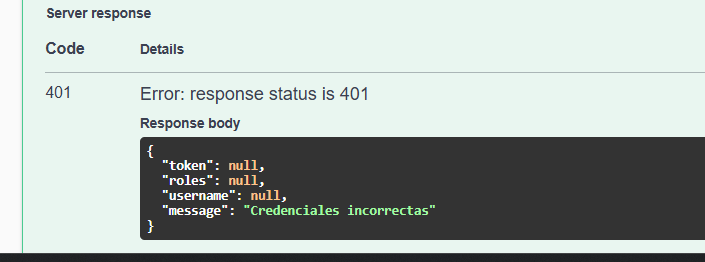 Server response
Code Details
401 Error: response status is 401
Response body
{
  "token": null,
  "roles": null,
  "username": null,
  "message": "Credenciales incorrectas"
}